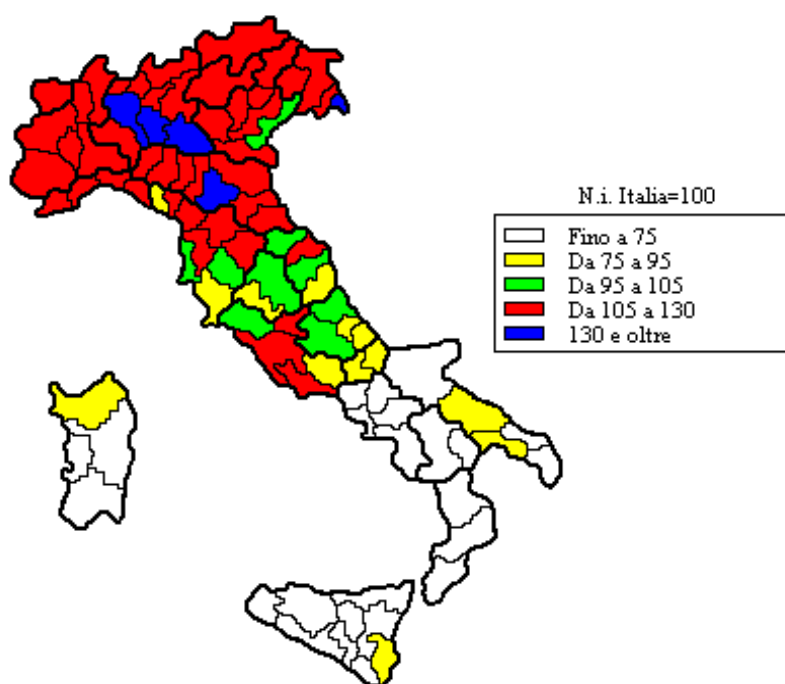 N.i. Italia=100
Fino a 75
Da 75 a 95
Da 95 a 105
Da 105 a 130
130 e oltre